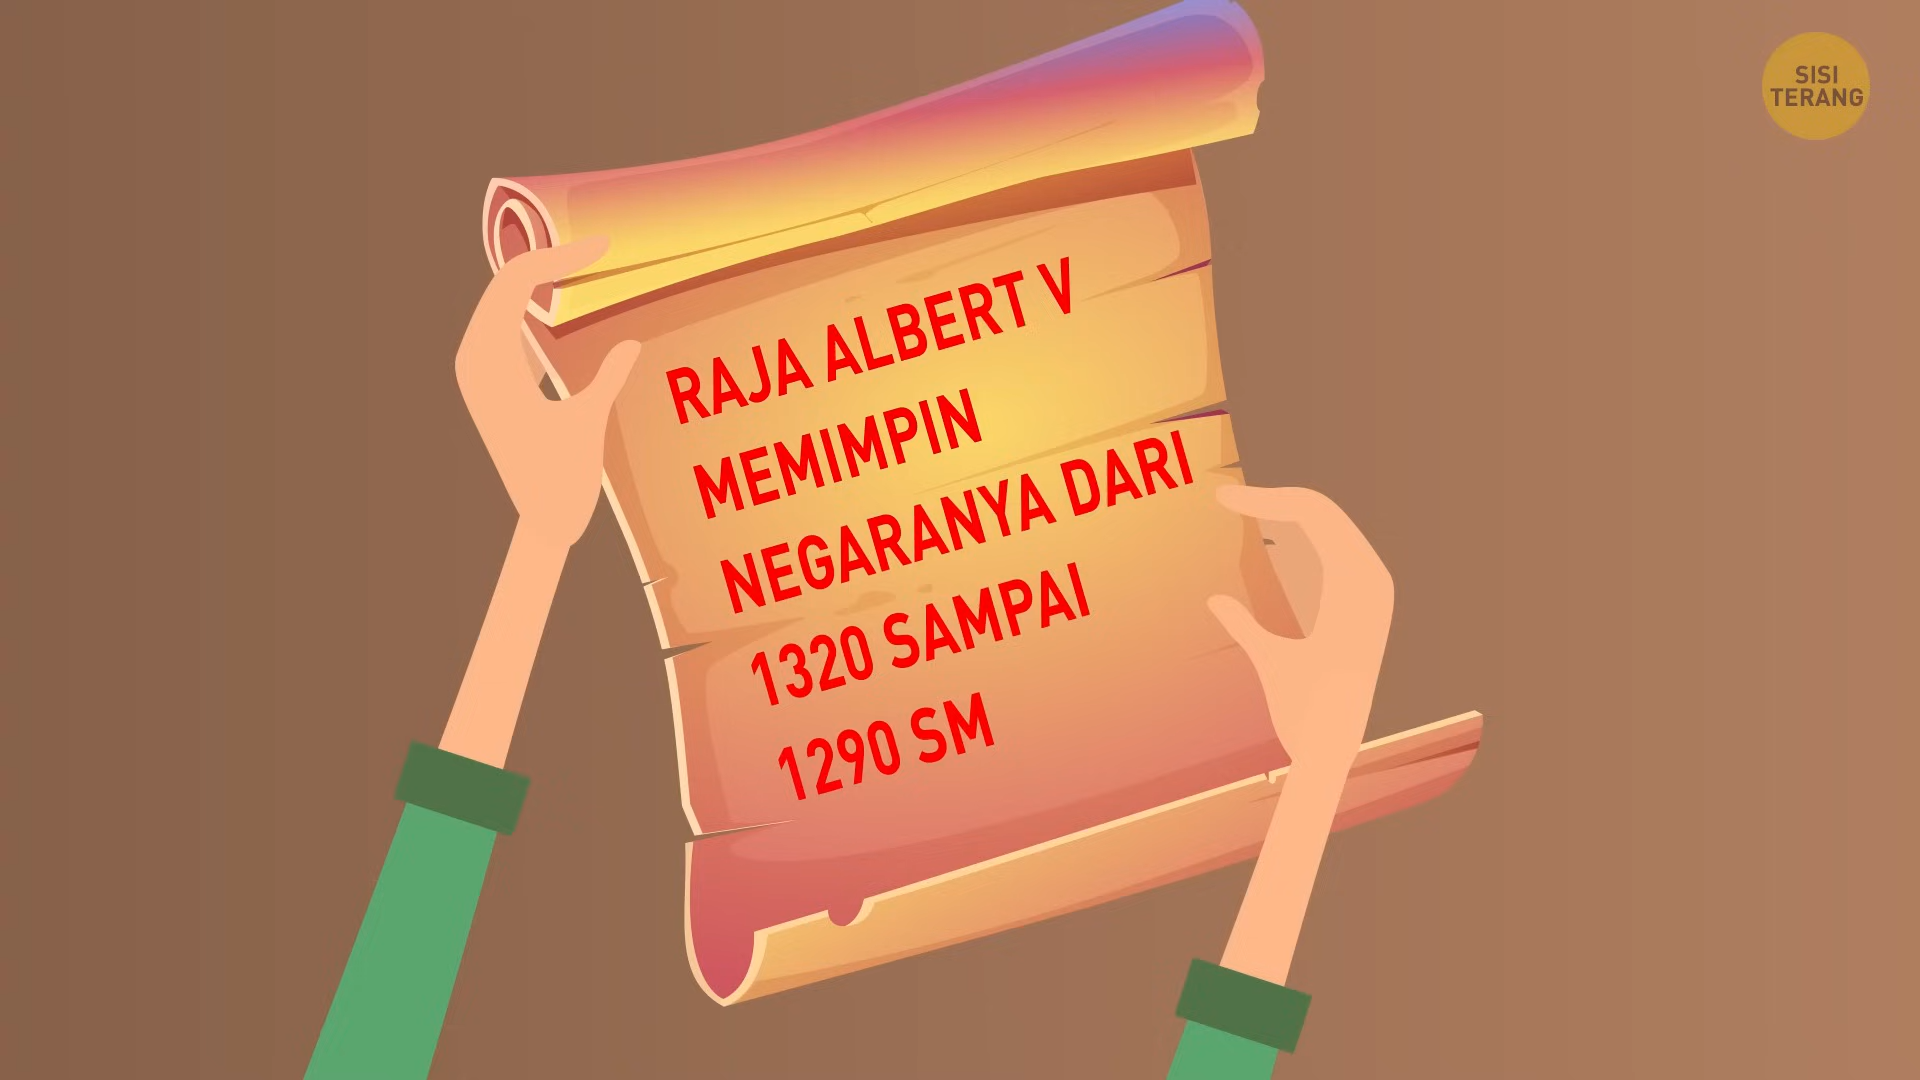 SISI
TERANG
RAJA ALBERT V
MEMIMPIN
NEGARANYA DARI
1320 SAMPAI
1290 SM